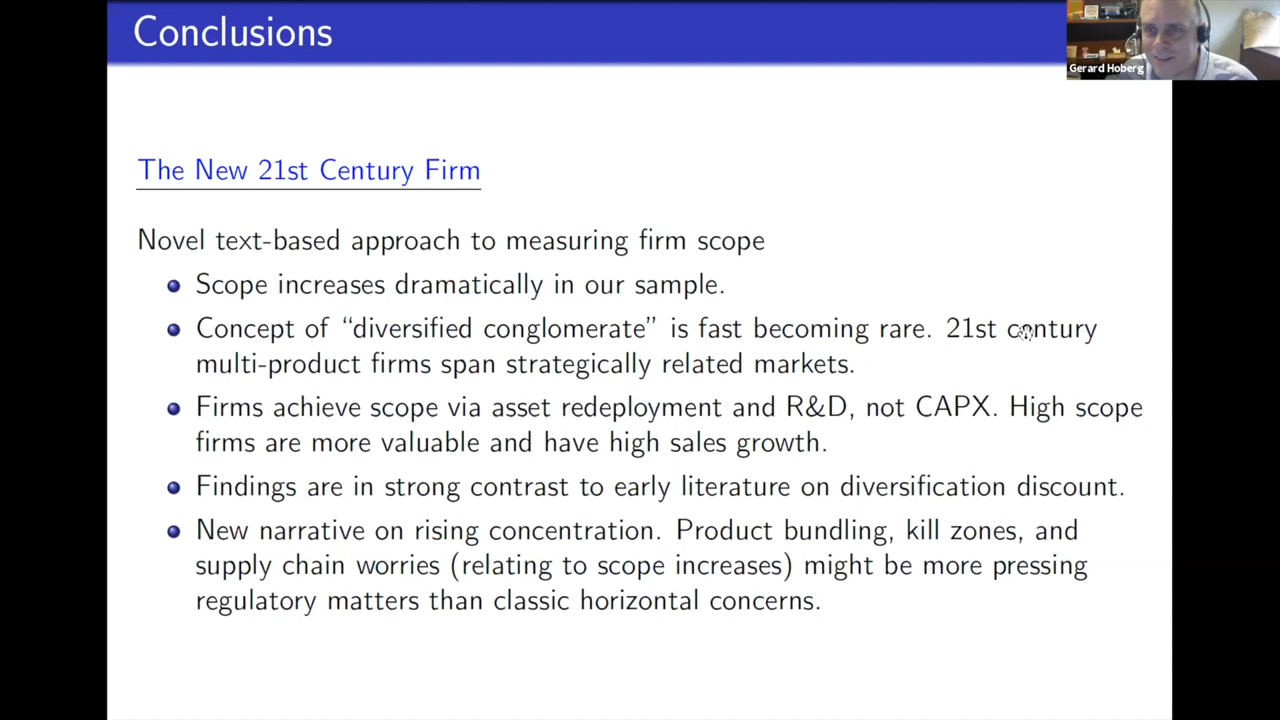 Conclusions
Gerard Hoberg
The New 21st Century Firm
Novel text-based approach to measuring firm scope
Scope increases dramatically in our sample.
Concept of “diversified conglomerate” is fast becoming rare. 21st century
multi-product firms span strategically related markets.
Firms achieve scope via asset redeployment and R&D, not CAPX. High scope
firms are more valuable and have high sales growth.
Findings are in strong contrast to early literature on diversification discount.
New narrative on rising concentration. Product bundling, kill zones, and
supply chain worries (relating to scope increases) might be more pressing
regulatory matters than classic horizontal concerns.